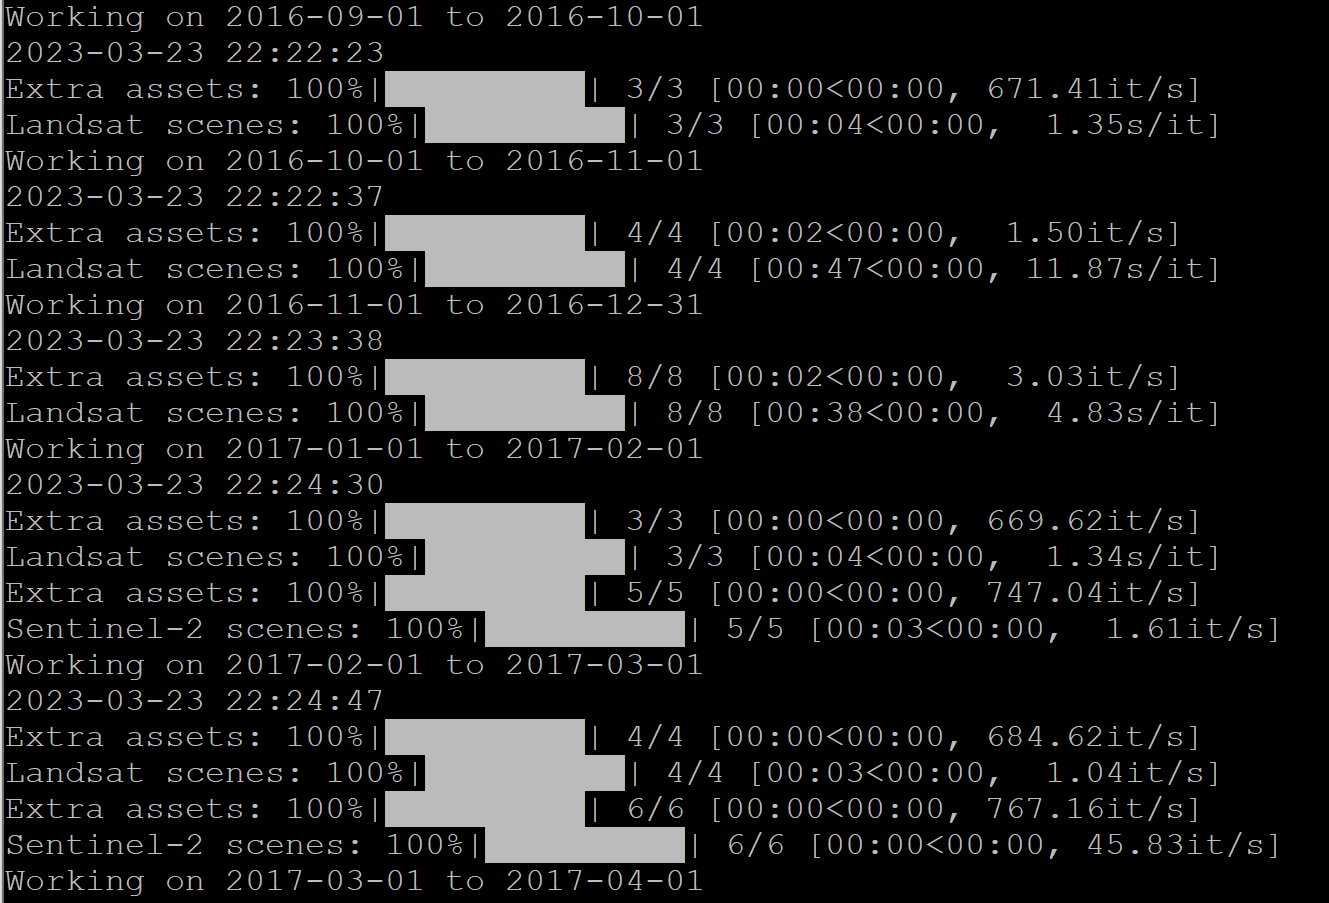 Working on 2016-09-01 to 2016-10-01
2023-03-23 22:22:23
Extra assets: 100%|██████████| 3/3 [00:00<00:00, 671.41it/s]
Landsat scenes: 100%|██████████| 3/3 [00:04<00:00,  1.35s/it]
Working on 2016-10-01 to 2016-11-01
2023-03-23 22:22:37
Extra assets: 100%|██████████| 4/4 [00:02<00:00,  1.50it/s]
Landsat scenes: 100%|██████████| 4/4 [00:47<00:00, 11.87s/it]
Working on 2016-11-01 to 2016-12-31
2023-03-23 22:23:38
Extra assets: 100%|██████████| 8/8 [00:02<00:00,  3.03it/s]
Landsat scenes: 100%|██████████| 8/8 [00:38<00:00,  4.83s/it]
Working on 2017-01-01 to 2017-02-01
2023-03-23 22:24:30
Extra assets: 100%|██████████| 3/3 [00:00<00:00, 669.62it/s]
Landsat scenes: 100%|██████████| 3/3 [00:04<00:00,  1.34s/it]
Extra assets: 100%|██████████| 5/5 [00:00<00:00, 747.04it/s]
Sentinel-2 scenes: 100%|██████████| 5/5 [00:03<00:00,  1.61it/s]
Working on 2017-02-01 to 2017-03-01
2023-03-23 22:24:47
Extra assets: 100%|██████████| 4/4 [00:00<00:00, 684.62it/s]
Landsat scenes: 100%|██████████| 4/4 [00:03<00:00,  1.04it/s]
Extra assets: 100%|██████████| 6/6 [00:00<00:00, 767.16it/s]
Sentinel-2 scenes: 100%|██████████| 6/6 [00:00<00:00, 45.83it/s]
Working on 2017-03-01 to 2017-04-01